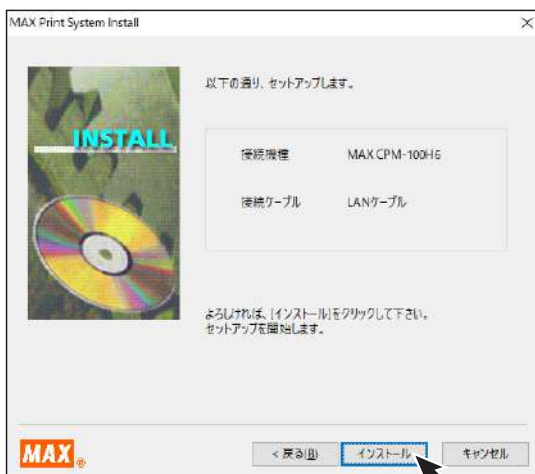 MAX Print System Install
INSTALL
以下の通り、セットアップします。
接続機種 MAX CPM-100H6
接続ケーブル LANケーブル
よろしければ、[インストール]をクリックして下さい。
セットアップを開始します。
MAX®
< 戻る(B) インストール キャンセル